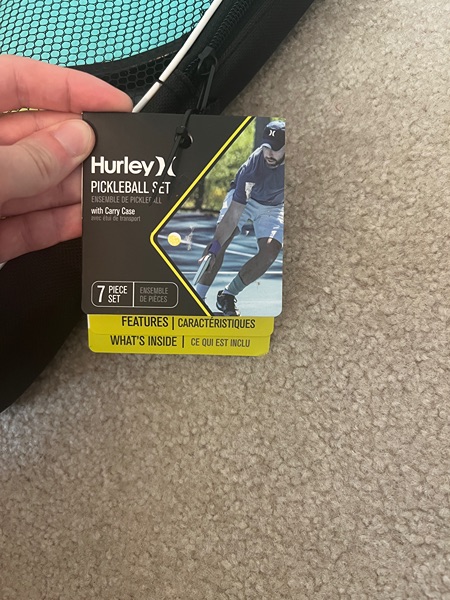 Hurley
PICKLEBALL SET
ENSEMBLE DE PICKLEBALL
with Carry Case
avec étui de transport
7 PIECE SET
ENSEMBLE DE PIÈCES
FEATURES | CARACTÉRISTIQUES
WHAT'S INSIDE | CE QUI EST INCLU